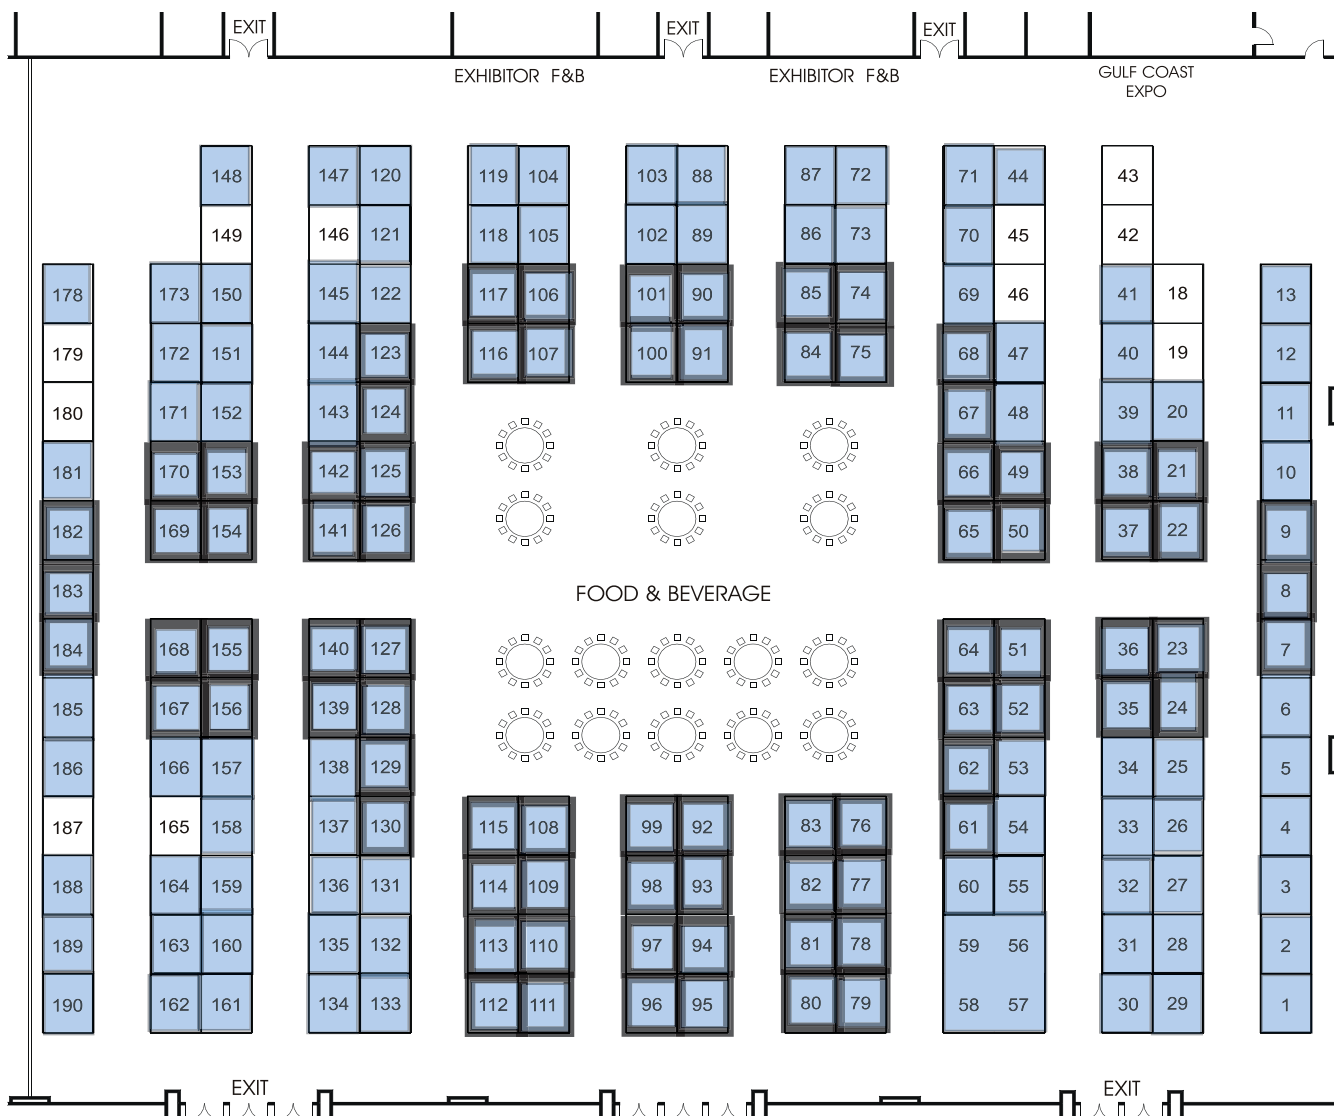 EXIT EXIT EXIT
EXHIBITOR F&B EXHIBITOR F&B GULF COAST
EXPO
148 147 120 119 104 103 88 87 72 71 44 43
149 146 121 118 105 102 89 86 73 70 45 42
178 173 150 145 122 117 106 101 90 85 74 69 46 41 18 13
179 172 151 144 123 116 107 100 91 84 75 68 47 40 19 12
180 171 152 143 124 67 48 39 20 11
181 170 153 142 125 66 49 38 21 10
182 169 154 141 126 65 50 37 22 9
183 FOOD & BEVERAGE 8
184 168 155 140 127 64 51 36 23 7
185 167 156 139 128 63 52 35 24 6
186 166 157 138 129 62 53 34 25 5
187 165 158 137 130 115 108 99 92 83 76 61 54 33 26 4
188 164 159 136 131 114 109 98 93 82 77 60 55 32 27 3
189 163 160 135 132 113 110 97 94 81 78 59 56 31 28 2
190 162 161 134 133 112 111 96 95 80 79 58 57 30 29 1
EXIT EXIT